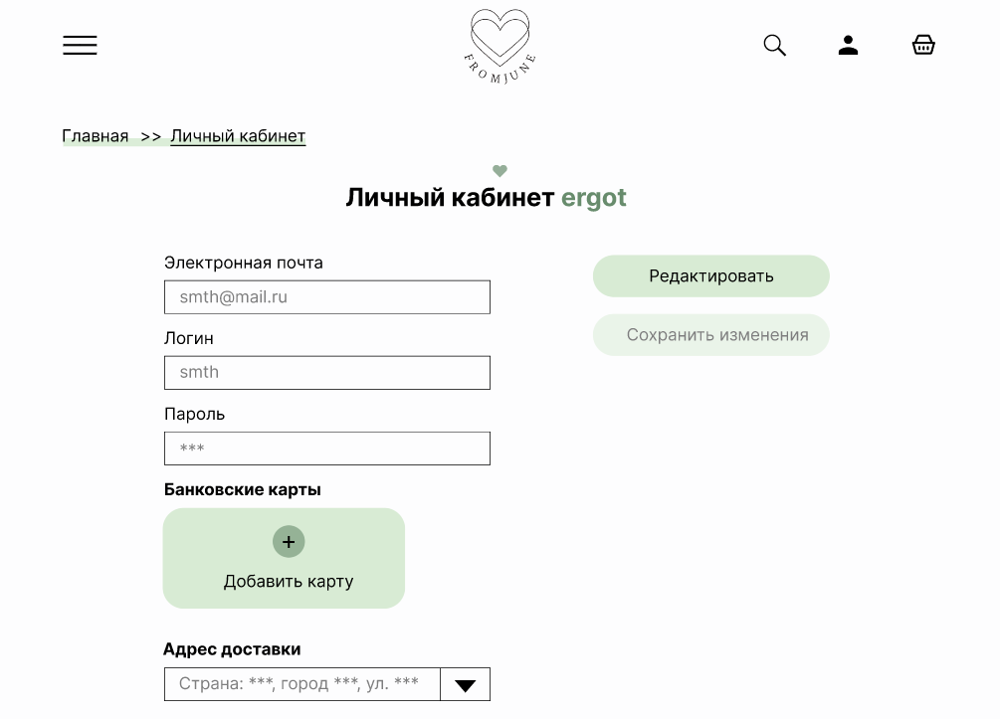 FROMJUNE
Главная >> Личный кабинет
Личный кабинет ergot
Электронная почта
smth@mail.ru
Редактировать
Сохранить изменения
Логин
smth
Пароль
***
Банковские карты
+
Добавить карту
Адрес доставки
Страна: ***, город ***, ул. ***